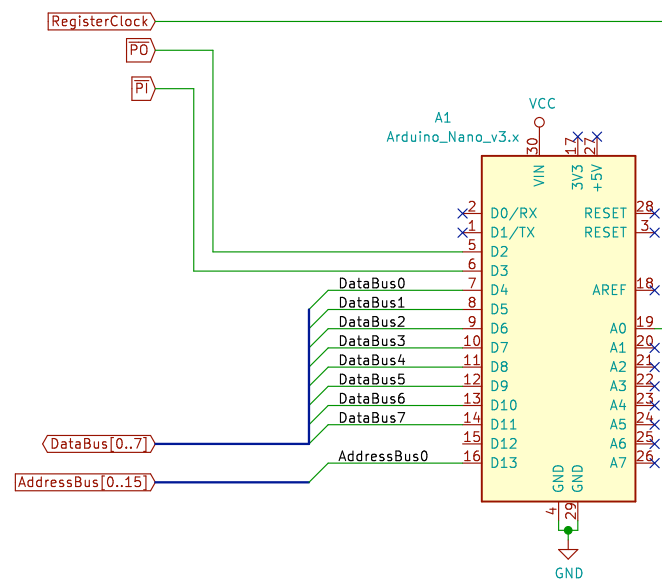 RegisterClock
PO
PI
VCC
A1
Arduino_Nano_v3.x
30
17
27
VIN
3V3
+5V
2 D0/RX RESET 28
1 D1/TX RESET 3
5 D2
6 D3
DataBus0 7 D4 AREF 18
DataBus1 8 D5
DataBus2 9 D6 A0 19
DataBus3 10 D7 A1 20
DataBus4 11 D8 A2 21
DataBus5 12 D9 A3 22
DataBus6 13 D10 A4 23
DataBus7 14 D11 A5 24
DataBus[0..7] 15 D12 A6 25
AddressBus0 16 D13 A7 26
AddressBus[0..15]
GND
GND
4
29
GND